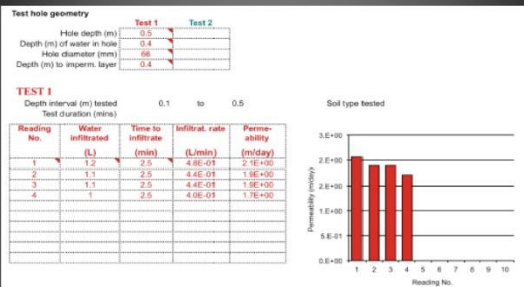 Test hole geometry
Test 1 Test 2
Hole depth (m) 0.5
Depth (m) of water in hole 0.4
Hole diameter (mm) 66
Depth (m) to imperm. layer 0.4
TEST 1
Depth interval (m) tested 0.1 to 0.5 Soil type tested
Test duration (mins)
Reading No. Water infiltrated (L) Time to infiltrate (min) Infiltrat. rate (L/min) Perme-ability (m/day)
1 1.2 2.5 4.8E-01 2.1E+00
2 1.1 2.5 4.4E-01 1.9E+00
3 1.1 2.5 4.4E-01 1.9E+00
4 1 2.5 4.0E-01 1.7E+00
Permeability (m/day)
3.E+00
2.E+00
2.E+00
1.E+00
5.E-01
0.E+00
1 2 3 4 5 6 7 8 9 10
Reading No.